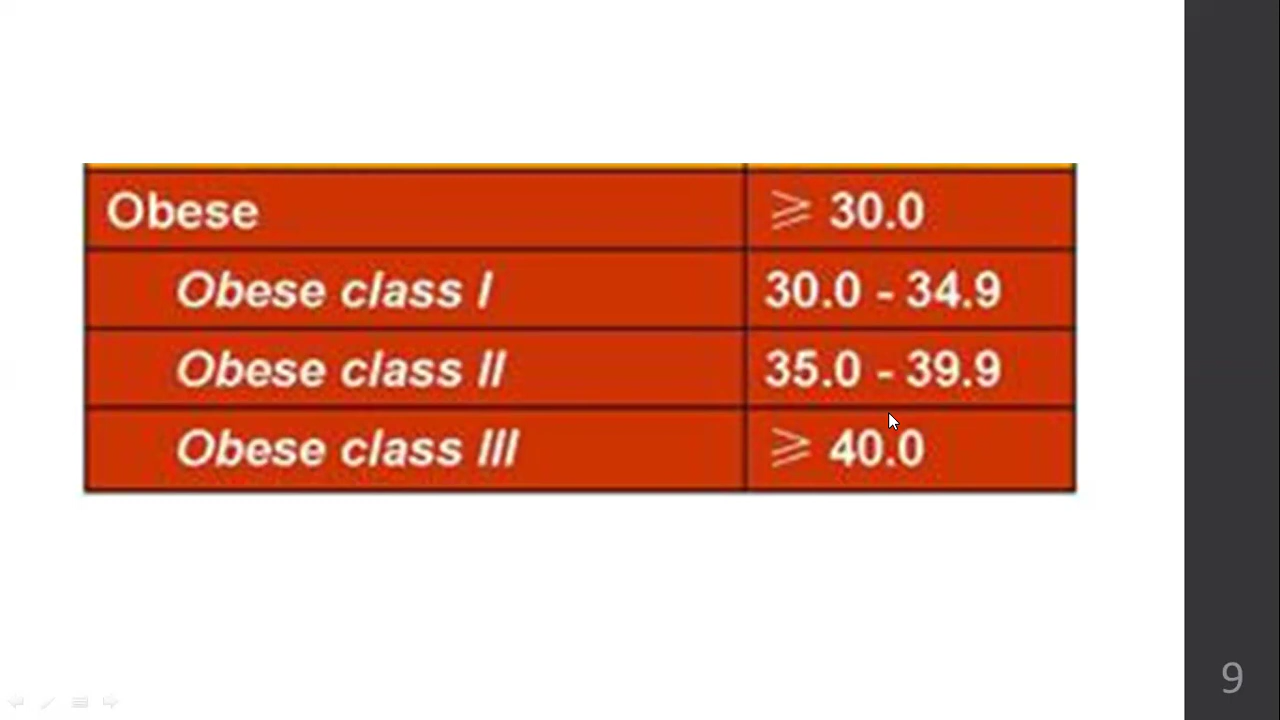 Obese ⩾ 30.0
Obese class I 30.0 - 34.9
Obese class II 35.0 - 39.9
Obese class III ⩾ 40.0
9